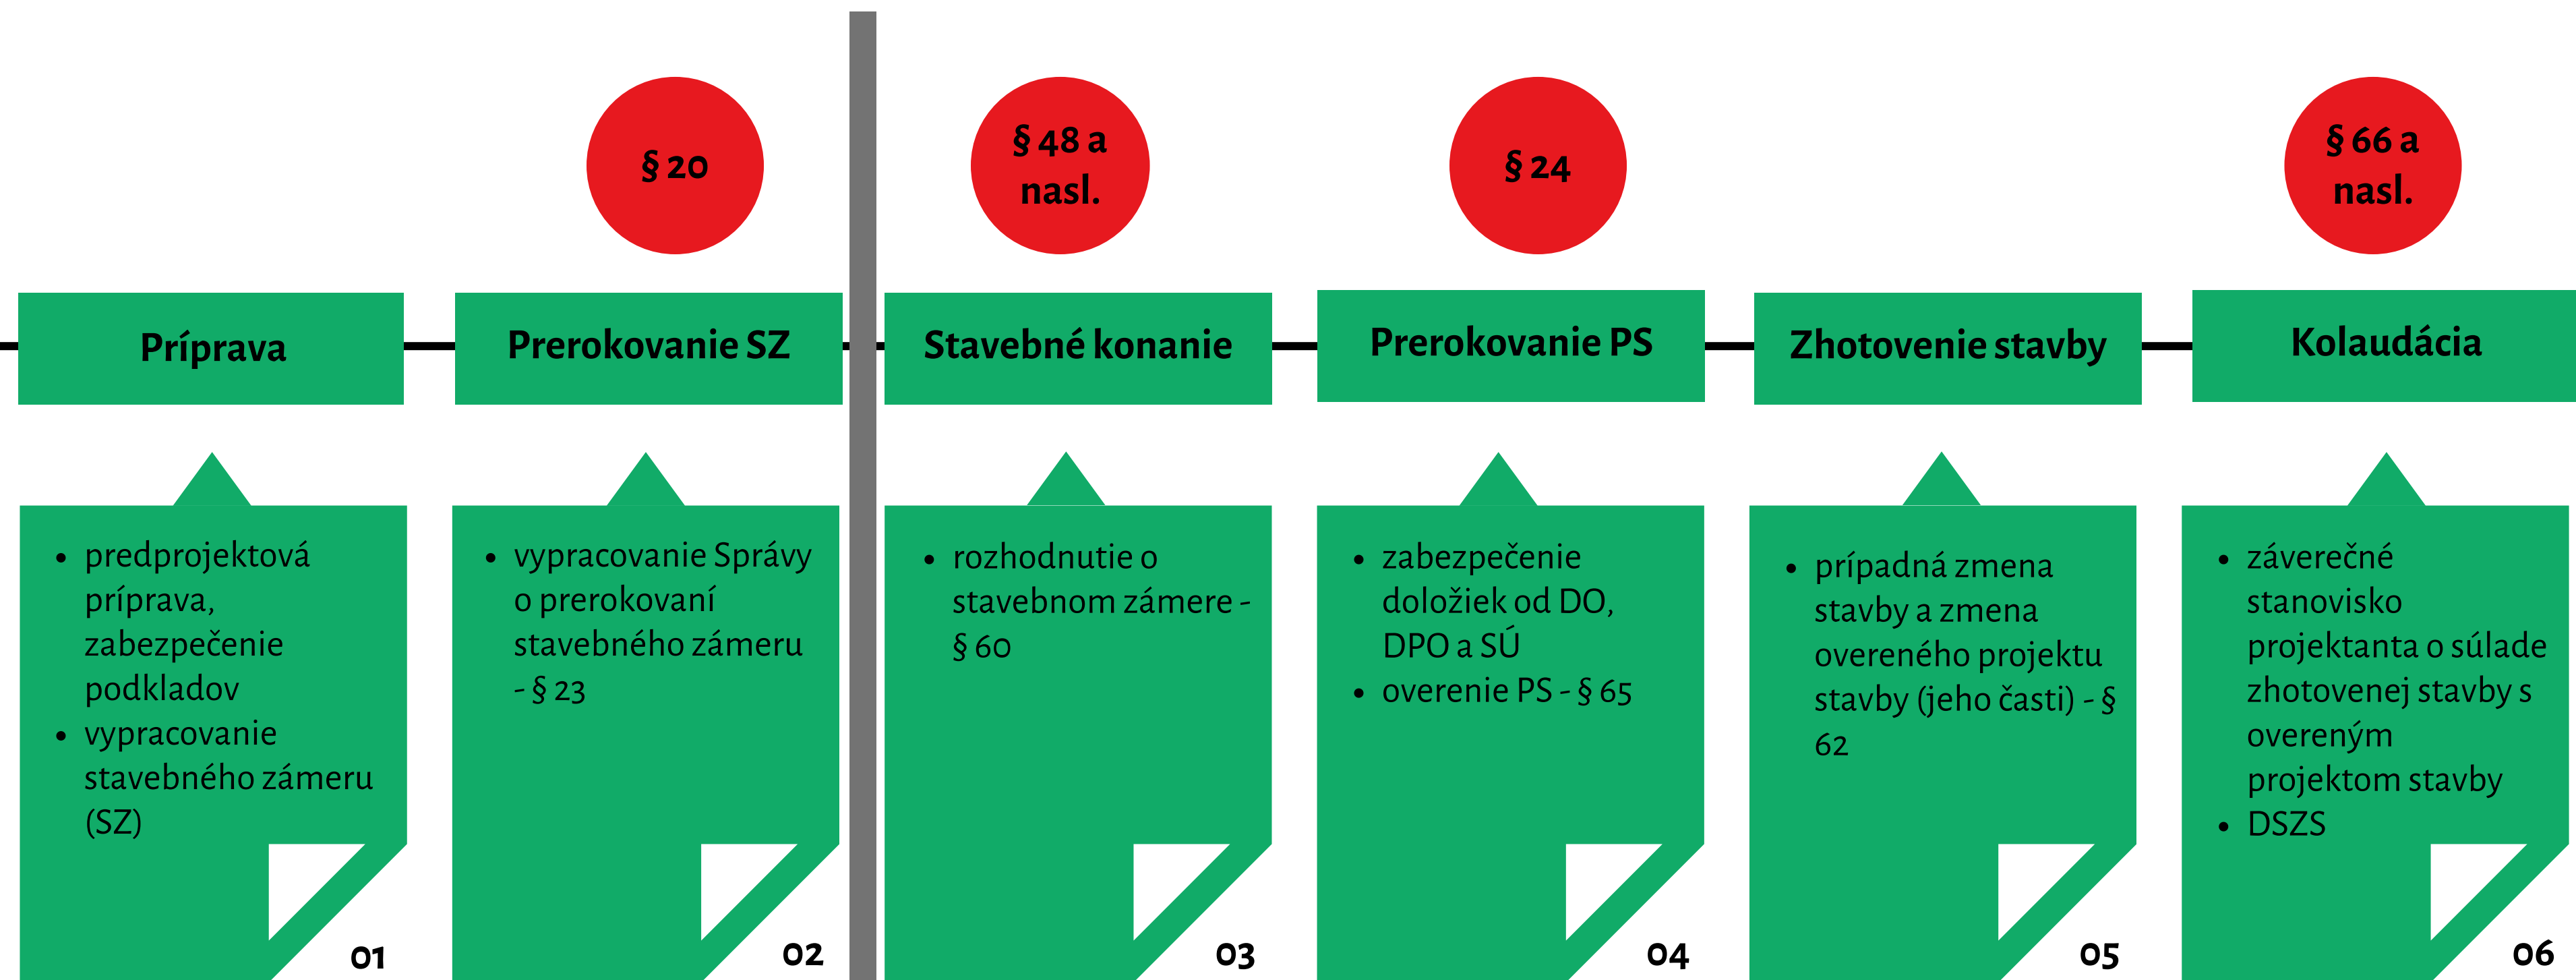 § 20
§ 48 a
nasl.
§ 24
§ 66 a
nasl.
Príprava
Prerokovanie SZ
Stavebné konanie
Prerokovanie PS
Zhotovenie stavby
Kolaudácia
• predprojektová
príprava,
zabezpečenie
podkladov
• vypracovanie
stavebného zámeru
(SZ)
01
• vypracovanie Správy
o prerokovaní
stavebného zámeru
- § 23
02
• rozhodnutie o
stavebnom zámere -
§ 60
03
• zabezpečenie
doložiek od DO,
DPO a SÚ
• overenie PS - § 65
04
• prípadná zmena
stavby a zmena
overeného projektu
stavby (jeho časti) - §
62
05
• záverečné
stanovisko
projektanta o súlade
zhotovenej stavby s
overeným
projektom stavby
• DSZS
06